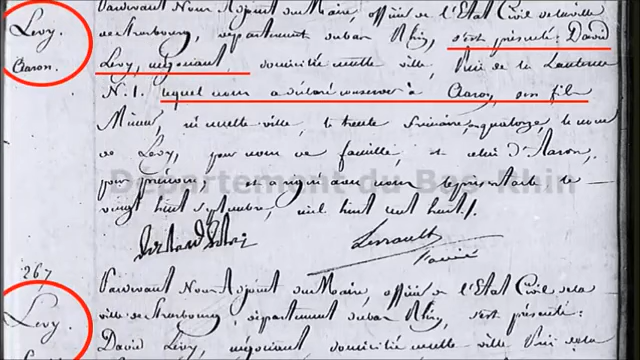 Levy.
Aaron.
Pardevant Nous Adjoint du Maire, officier de l'Etat Civil de la ville
de Strasbourg, département du bas Rhin, s'est présenté: David
Levy, négociant, domicilié en cette ville, Rue de la Lanterne
N.º 1. lequel nous a déclaré conserver à Aaron, son fils
Mineur, né en cette ville, le trente frimaire, an quatorze, le nom
de Levy, pour nom de famille, et celui d'Aaron,
pour prénom; et a signé avec nous le présent acte le
vingt huit septembre, mil huit cent huit.
Département du Bas-Rhin
Levrault
267
Levy.
Pardevant Nous Adjoint du Maire, officier de l'Etat Civil de la
ville de Strasbourg, département du bas Rhin, s'est présenté:
David Levy, négociant domicilié en cette ville Rue de la